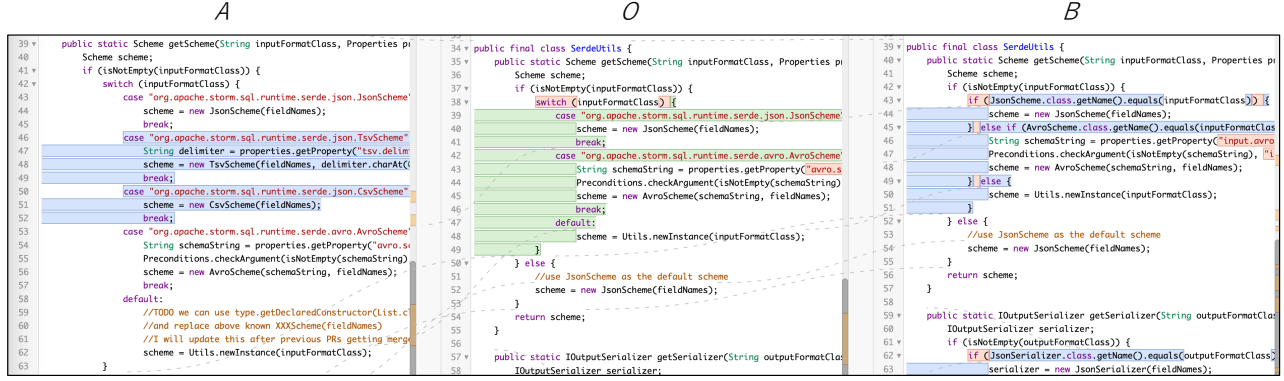 A
39 public static Scheme getScheme(String inputFormatClass, Properties pr
40 Scheme scheme;
41 if (isNotEmpty(inputFormatClass)) {
42 switch (inputFormatClass) {
43 case "org.apache.storm.sql.runtime.serde.json.JsonScheme"
44 scheme = new JsonScheme(fieldNames);
45 break;
46 case "org.apache.storm.sql.runtime.serde.json.TsvScheme"
47 String delimiter = properties.getProperty("tsv.delim
48 scheme = new TsvScheme(fieldNames, delimiter.charAt(
49 break;
50 case "org.apache.storm.sql.runtime.serde.json.CsvScheme"
51 scheme = new CsvScheme(fieldNames);
52 break;
53 case "org.apache.storm.sql.runtime.serde.avro.AvroScheme"
54 String schemaString = properties.getProperty("avro.sc
55 Preconditions.checkArgument(isNotEmpty(schemaString)
56 scheme = new AvroScheme(schemaString, fieldNames);
57 break;
58 default:
59 //TODO we can use type.getDeclaredConstructor(List.cl
60 //and replace above known XXXScheme(fieldNames)
61 //I will update this after previous PRs getting merge
62 scheme = Utils.newInstance(inputFormatClass);
63 }
O
34 public final class SerdeUtils {
35 public static Scheme getScheme(String inputFormatClass, Properties p
36 Scheme scheme;
37 if (isNotEmpty(inputFormatClass)) {
38 switch (inputFormatClass) {
39 case "org.apache.storm.sql.runtime.serde.json.JsonScheme"
40 scheme = new JsonScheme(fieldNames);
41 break;
42 case "org.apache.storm.sql.runtime.serde.avro.AvroScheme"
43 String schemaString = properties.getProperty("avro.s
44 Preconditions.checkArgument(isNotEmpty(schemaString)
45 scheme = new AvroScheme(schemaString, fieldNames);
46 break;
47 default:
48 scheme = Utils.newInstance(inputFormatClass);
49 }
50 } else {
51 //use JsonScheme as the default scheme
52 scheme = new JsonScheme(fieldNames);
53 }
54 return scheme;
55 }
56
57 public static IOutputSerializer getSerializer(String outputFormatClas
58 IOutputSerializer serializer;
B
39 public final class SerdeUtils {
40 public static Scheme getScheme(String inputFormatClass, Properties p
41 Scheme scheme;
42 if (isNotEmpty(inputFormatClass)) {
43 if (JsonScheme.class.getName().equals(inputFormatClass)) {
44 scheme = new JsonScheme(fieldNames);
45 } else if (AvroScheme.class.getName().equals(inputFormatClas
46 String schemaString = properties.getProperty("input.avro
47 Preconditions.checkArgument(isNotEmpty(schemaString), "i
48 scheme = new AvroScheme(schemaString, fieldNames);
49 } else {
50 scheme = Utils.newInstance(inputFormatClass);
51 }
52 } else {
53 //use JsonScheme as the default scheme
54 scheme = new JsonScheme(fieldNames);
55 }
56 return scheme;
57 }
58
59 public static IOutputSerializer getSerializer(String outputFormatCla
60 IOutputSerializer serializer;
61 if (isNotEmpty(outputFormatClass)) {
62 if (JsonSerializer.class.getName().equals(outputFormatClass)
63 serializer = new JsonSerializer(fieldNames);